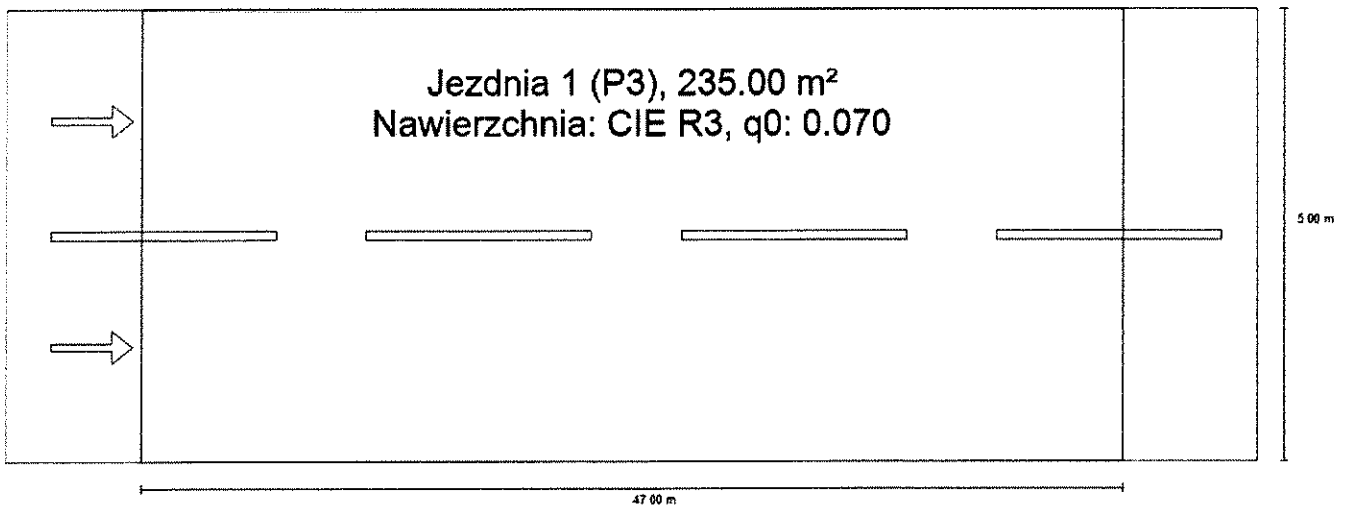 Jezdnia 1 (P3), 235.00 m²
Nawierzchnia: CIE R3, q0: 0.070
5.00 m
47.00 m